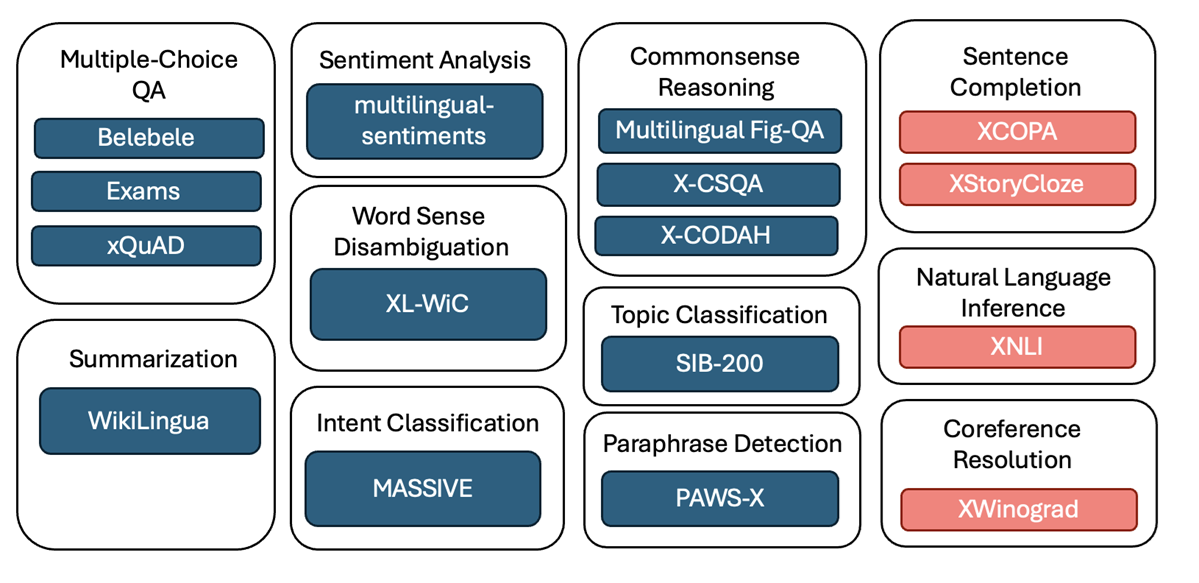 Multiple-Choice
QA
Belebele
Exams
xQuAD
Summarization
WikiLingua
Sentiment Analysis
multilingual-
sentiments
Word Sense
Disambiguation
XL-WiC
Intent Classification
MASSIVE
Commonsense
Reasoning
Multilingual Fig-QA
X-CSQA
X-CODAH
Topic Classification
SIB-200
Paraphrase Detection
PAWS-X
Sentence
Completion
XCOPA
XStoryCloze
Natural Language
Inference
XNLI
Coreference
Resolution
XWinograd